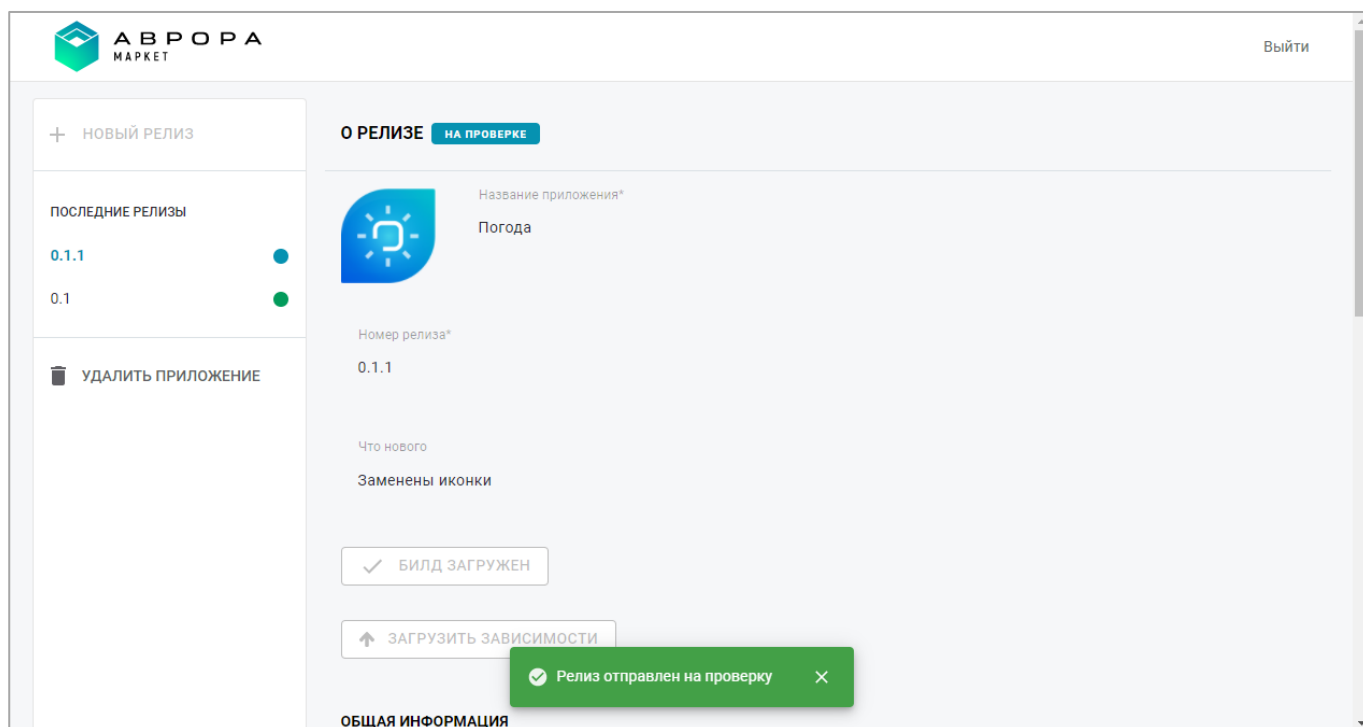 АВРОРА
МАРКЕТ
Выйти
НОВЫЙ РЕЛИЗ
ПОСЛЕДНИЕ РЕЛИЗЫ
0.1.1
0.1
УДАЛИТЬ ПРИЛОЖЕНИЕ
О РЕЛИЗЕ НА ПРОВЕРКЕ
Название приложения*
Погода
Номер релиза*
0.1.1
Что нового
Заменены иконки
БИЛД ЗАГРУЖЕН
ЗАГРУЗИТЬ ЗАВИСИМОСТИ
Релиз отправлен на проверку
ОБЩАЯ ИНФОРМАЦИЯ